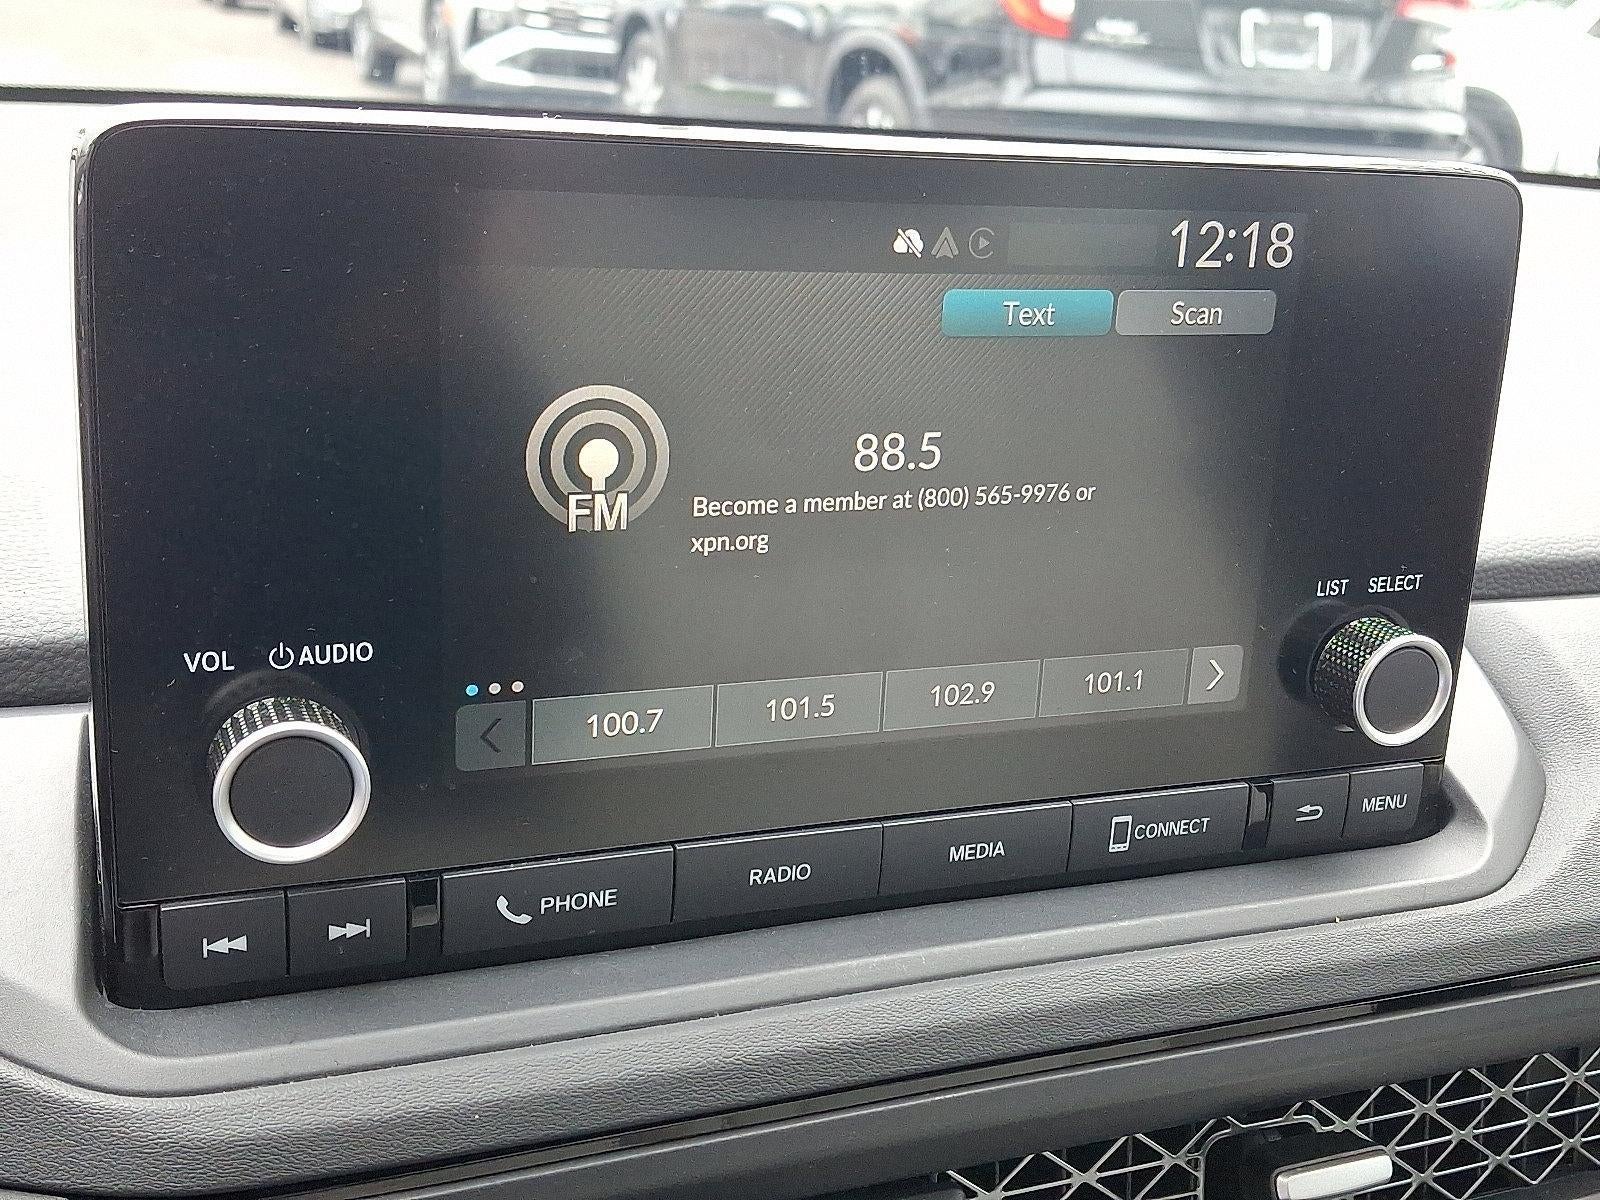 12:18
Text Scan
88.5
FM
Become a member at (800) 565-9976 or
xpn.org
LIST SELECT
VOL AUDIO
100.7 101.5 102.9 101.1
PHONE RADIO MEDIA CONNECT MENU